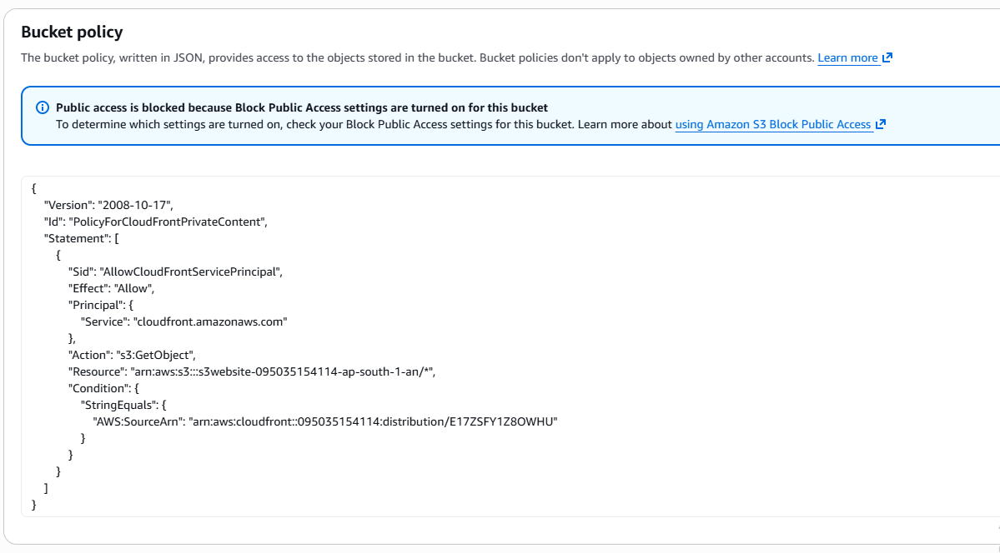 Bucket policy
The bucket policy, written in JSON, provides access to the objects stored in the bucket. Bucket policies don't apply to objects owned by other accounts. Learn more
Public access is blocked because Block Public Access settings are turned on for this bucket
To determine which settings are turned on, check your Block Public Access settings for this bucket. Learn more about using Amazon S3 Block Public Access
{
"Version": "2008-10-17",
"Id": "PolicyForCloudFrontPrivateContent",
"Statement": [
{
"Sid": "AllowCloudFrontServicePrincipal",
"Effect": "Allow",
"Principal": {
"Service": "cloudfront.amazonaws.com"
},
"Action": "s3:GetObject",
"Resource": "arn:aws:s3:::s3website-095035154114-ap-south-1-an/*",
"Condition": {
"StringEquals": {
"AWS:SourceArn": "arn:aws:cloudfront::095035154114:distribution/E17ZSFY1Z8OWHU"
}
}
}
]
}